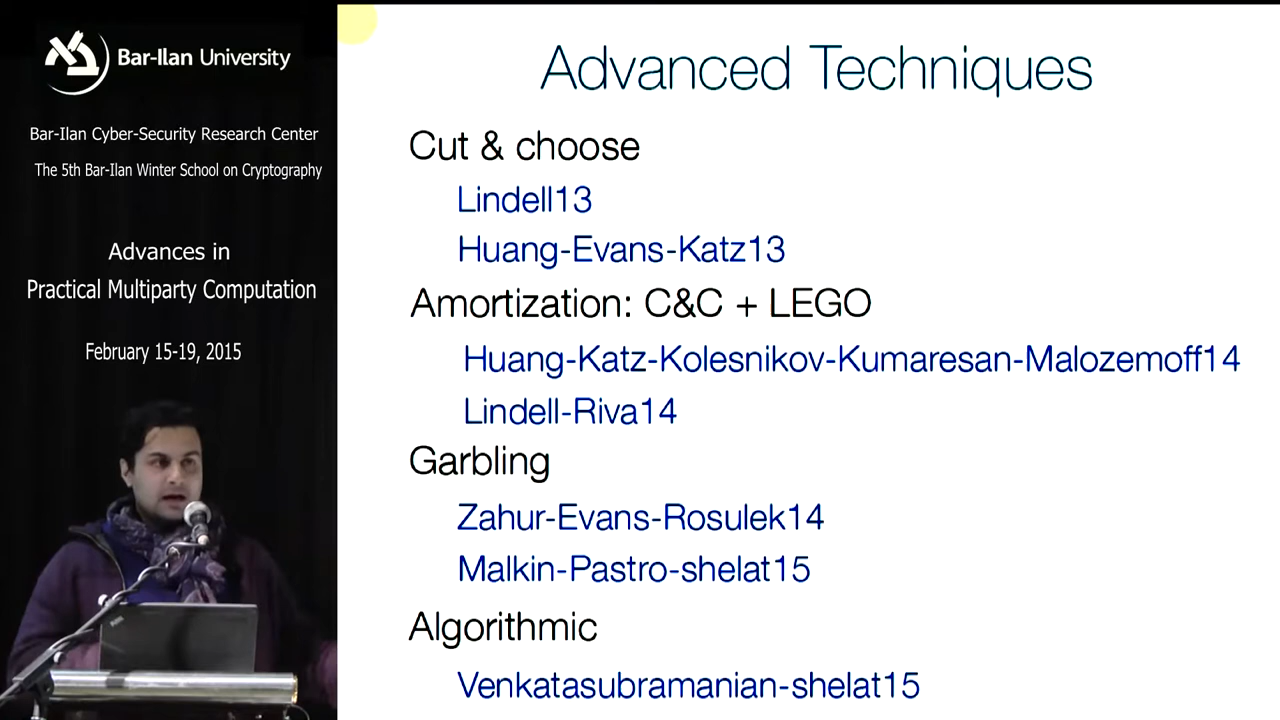 Bar-Ilan University
Bar-Ilan Cyber-Security Research Center
The 5th Bar-Ilan Winter School on Cryptography
Advances in
Practical Multiparty Computation
February 15-19, 2015
Advanced Techniques
Cut & choose
Lindell13
Huang-Evans-Katz13
Amortization: C&C + LEGO
Huang-Katz-Kolesnikov-Kumaresan-Malozemoff14
Lindell-Riva14
Garbling
Zahur-Evans-Rosulek14
Malkin-Pastro-shelat15
Algorithmic
Venkatasubramanian-shelat15